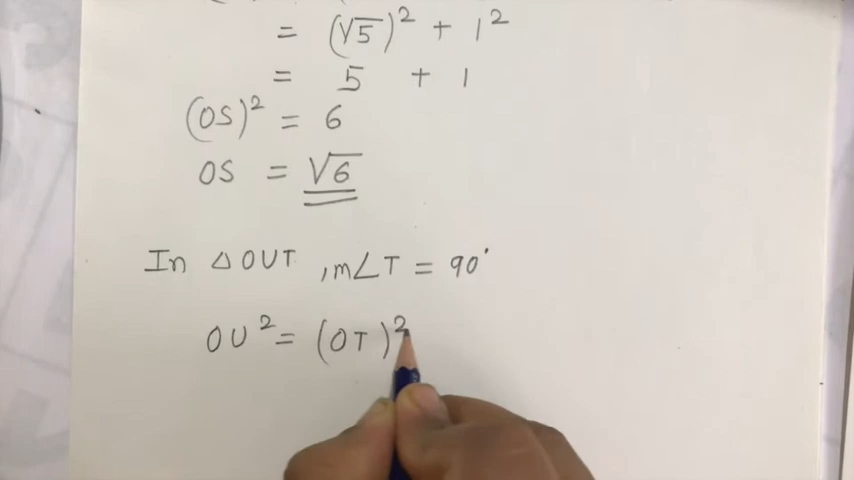 = (√5)² + 1²
= 5 + 1
(OS)² = 6
OS = √6
In △OUT , m∠T = 90°
OU² = (OT)²